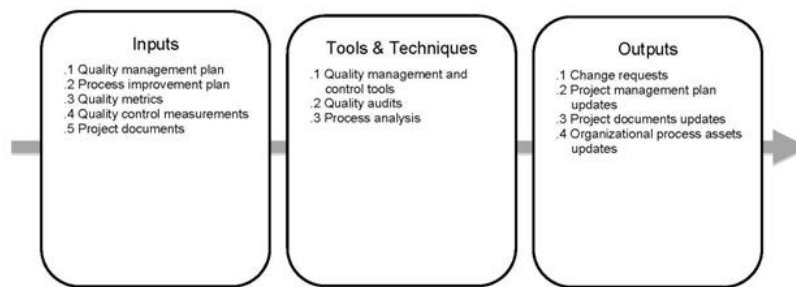 Inputs
.1 Quality management plan
.2 Process improvement plan
.3 Quality metrics
.4 Quality control measurements
.5 Project documents
Tools & Techniques
.1 Quality management and
control tools
.2 Quality audits
.3 Process analysis
Outputs
.1 Change requests
.2 Project management plan
updates
.3 Project documents updates
.4 Organizational process assets
updates